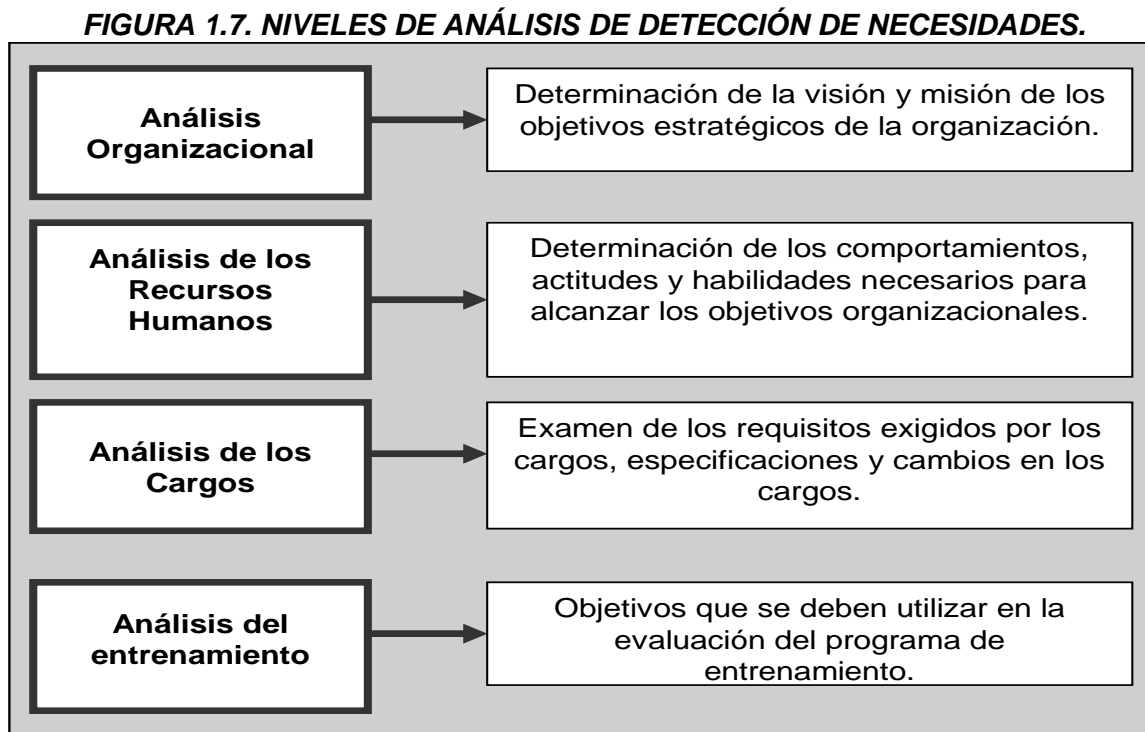 FIGURA 1.7. NIVELES DE ANÁLISIS DE DETECCIÓN DE NECESIDADES.
Análisis
Organizacional
Determinación de la visión y misión de los
objetivos estratégicos de la organización.
Análisis de los
Recursos
Humanos
Determinación de los comportamientos,
actitudes y habilidades necesarios para
alcanzar los objetivos organizacionales.
Análisis de los
Cargos
Examen de los requisitos exigidos por los
cargos, especificaciones y cambios en los
cargos.
Análisis del
entrenamiento
Objetivos que se deben utilizar en la
evaluación del programa de
entrenamiento.